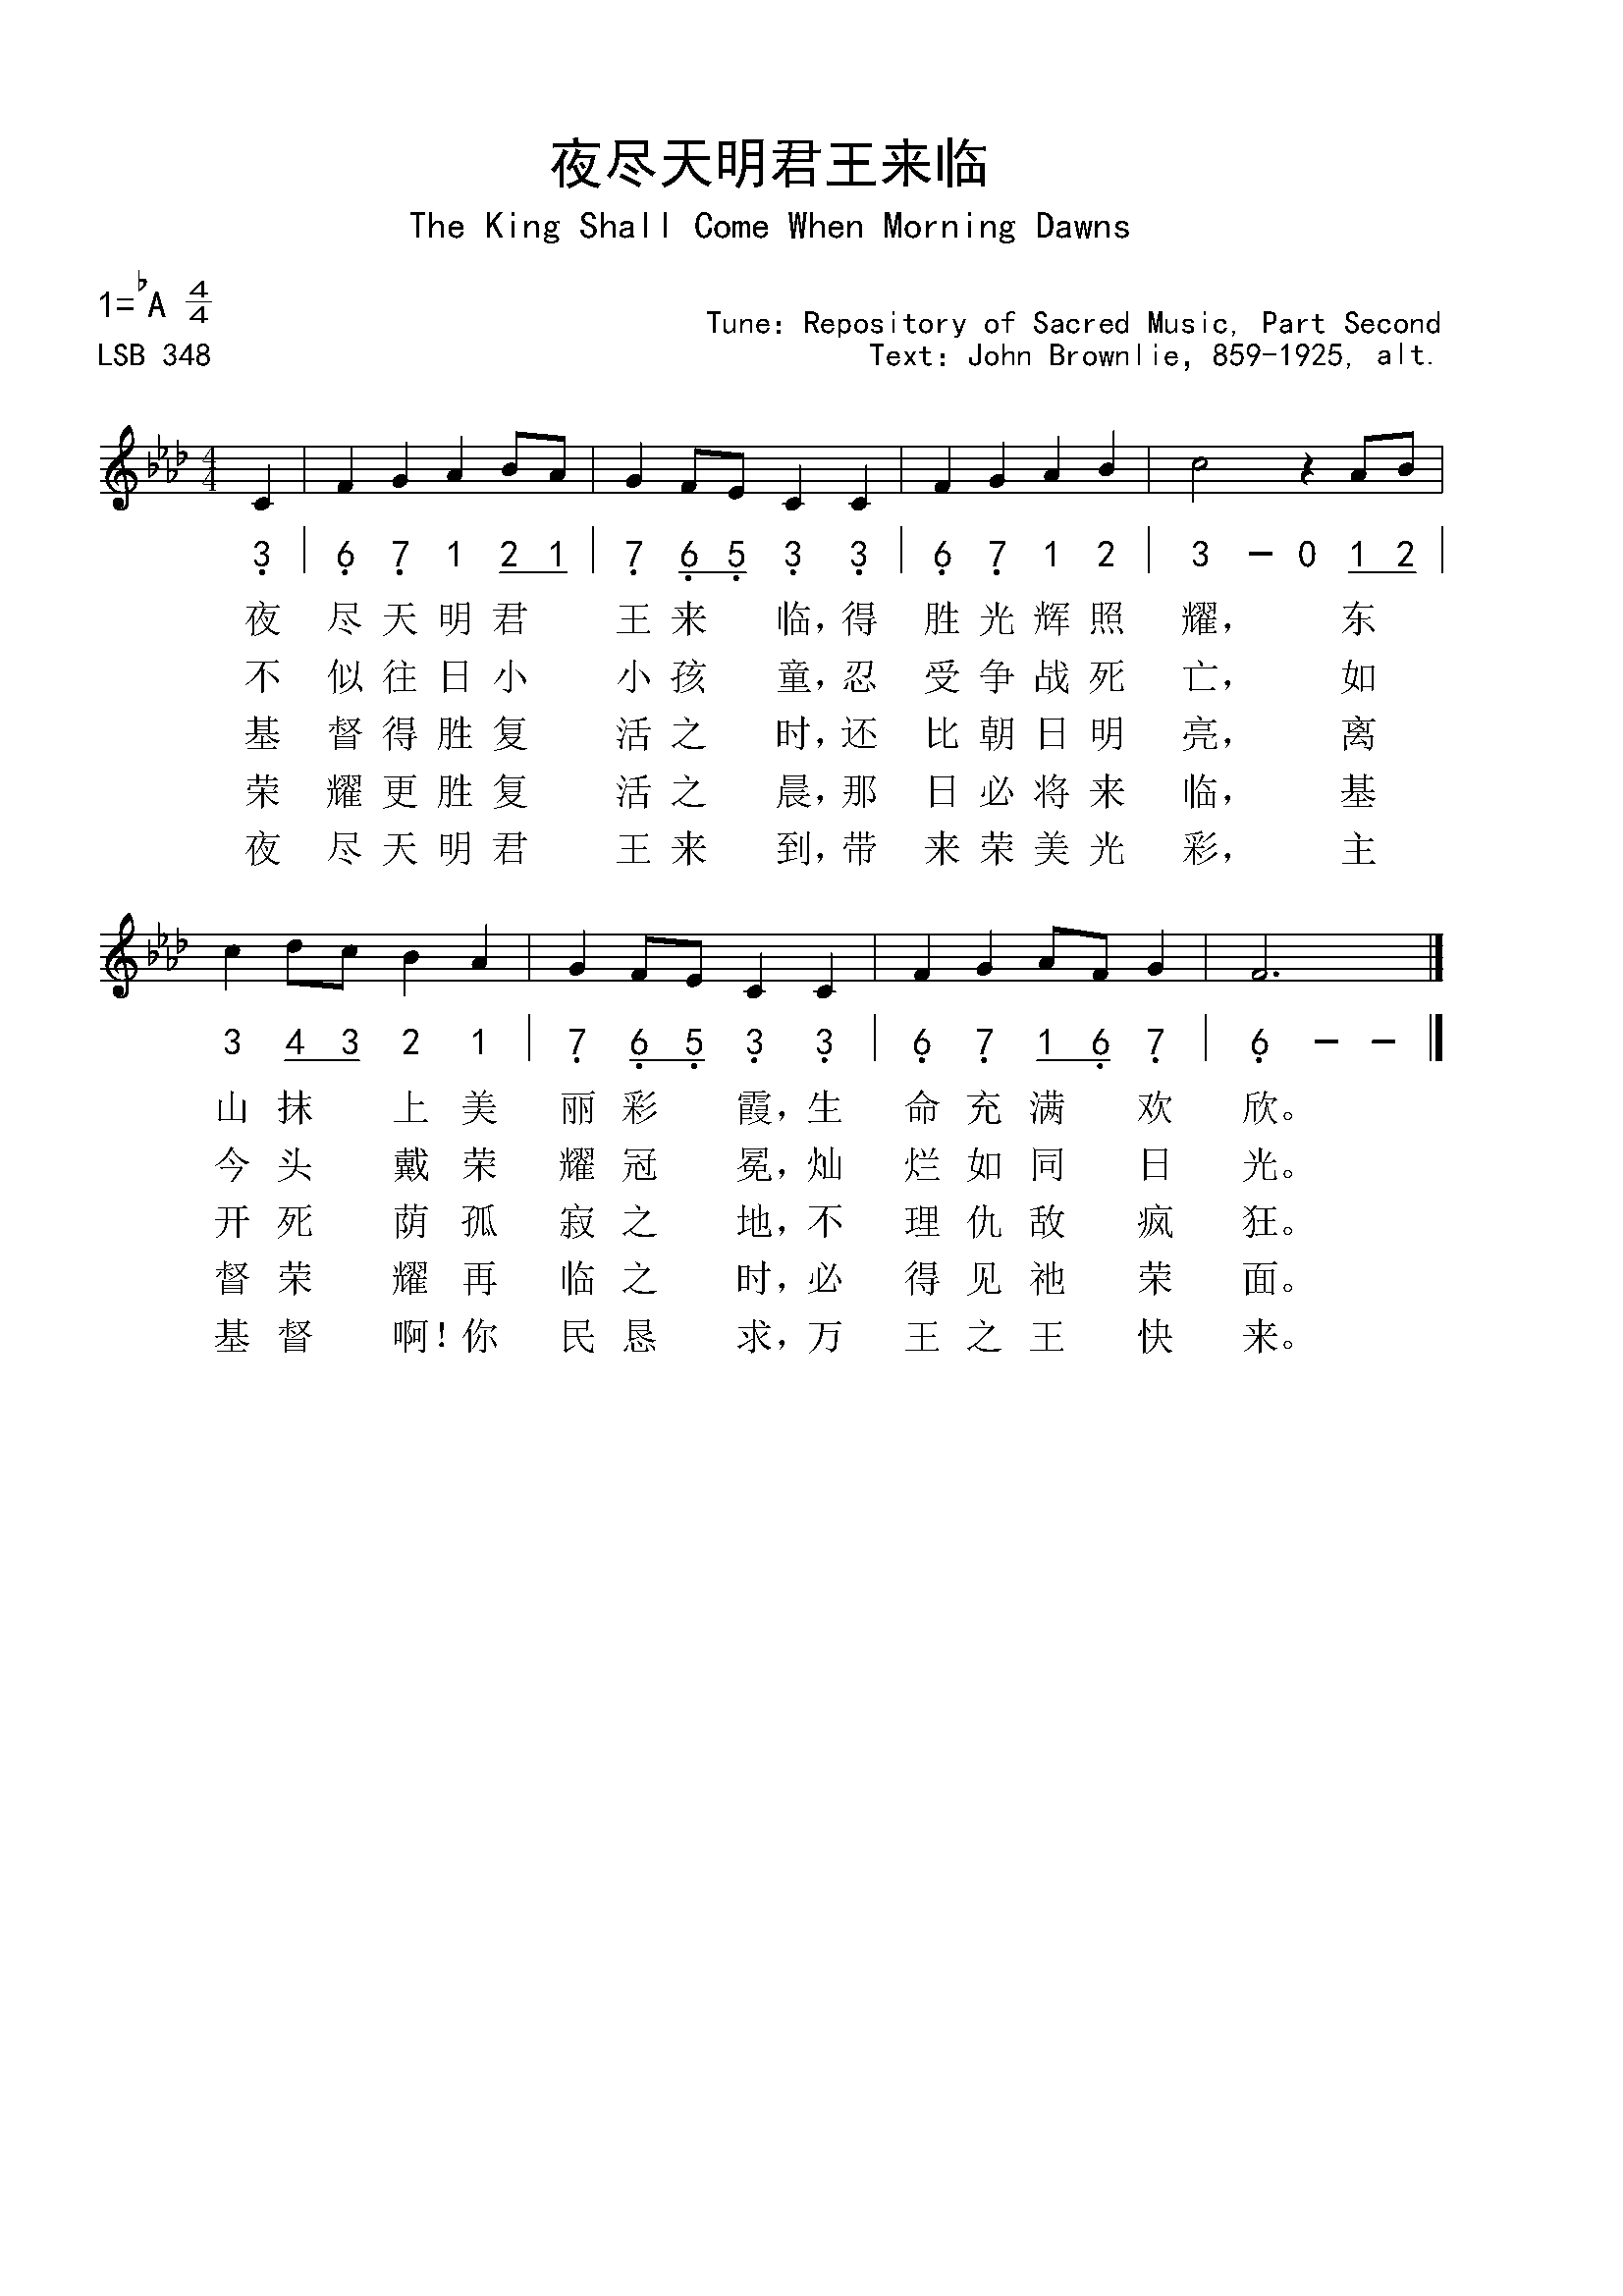 夜尽天明君王来临
The King Shall Come When Morning Dawns
1=♭A 4/4
Tune: Repository of Sacred Music, Part Second
LSB 348
Text: John Brownlie, 859-1925, alt.
4/4
3 | 6 7 1 2 1 | 7 6 5 3 3 | 6 7 1 2 | 3 - 0 1 2 |
夜 尽天明君 王来 临,得 胜光辉照 耀, 东
不 似往日小 小孩 童,忍 受争战死 亡, 如
基 督得胜复 活之 时,还 比朝日明 亮, 离
荣 耀更胜复 活之 晨,那 日必将来 临, 基
夜 尽天明君 王来 到,带 来荣美光 彩, 主
3 4 3 2 1 | 7 6 5 3 3 | 6 7 1 6 7 | 6 - - |
山抹 上美 丽彩 霞,生 命充满 欢 欣。
今头 戴荣 耀冠 冕,灿 烂如同 日 光。
开死 荫孤 寂之 地,不 理仇敌 疯 狂。
督荣 耀再 临之 时,必 得见祂 荣 面。
基督 啊!你 民恳 求,万 王之王 快 来。